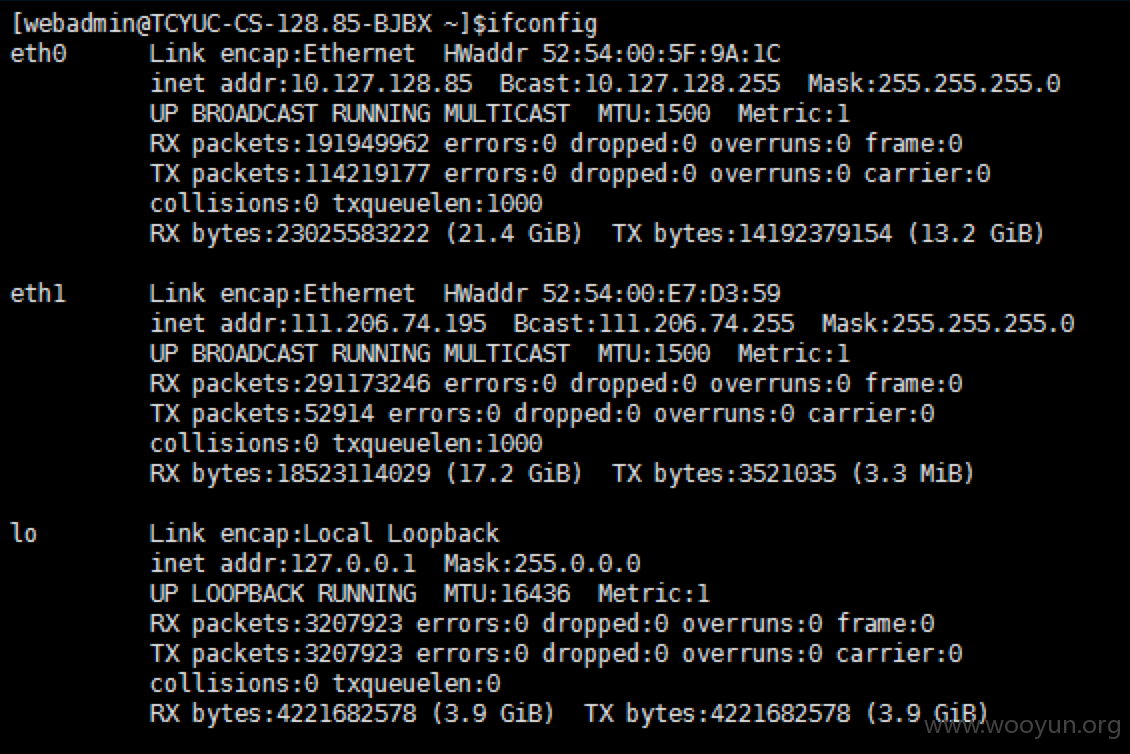 [webadmin@TCYUC-CS-128.85-BJBX ~]$ifconfig
eth0      Link encap:Ethernet  HWaddr 52:54:00:5F:9A:1C
          inet addr:10.127.128.85  Bcast:10.127.128.255  Mask:255.255.255.0
          UP BROADCAST RUNNING MULTICAST  MTU:1500  Metric:1
          RX packets:191949962 errors:0 dropped:0 overruns:0 frame:0
          TX packets:114219177 errors:0 dropped:0 overruns:0 carrier:0
          collisions:0 txqueuelen:1000
          RX bytes:23025583222 (21.4 GiB)  TX bytes:14192379154 (13.2 GiB)

eth1      Link encap:Ethernet  HWaddr 52:54:00:E7:D3:59
          inet addr:111.206.74.195  Bcast:111.206.74.255  Mask:255.255.255.0
          UP BROADCAST RUNNING MULTICAST  MTU:1500  Metric:1
          RX packets:291173246 errors:0 dropped:0 overruns:0 frame:0
          TX packets:52914 errors:0 dropped:0 overruns:0 carrier:0
          collisions:0 txqueuelen:1000
          RX bytes:18523114029 (17.2 GiB)  TX bytes:3521035 (3.3 MiB)

lo        Link encap:Local Loopback
          inet addr:127.0.0.1  Mask:255.0.0.0
          UP LOOPBACK RUNNING  MTU:16436  Metric:1
          RX packets:3207923 errors:0 dropped:0 overruns:0 frame:0
          TX packets:3207923 errors:0 dropped:0 overruns:0 carrier:0
          collisions:0 txqueuelen:0
          RX bytes:4221682578 (3.9 GiB)  TX bytes:4221682578 (3.9 GiB)
www.wooyun.org